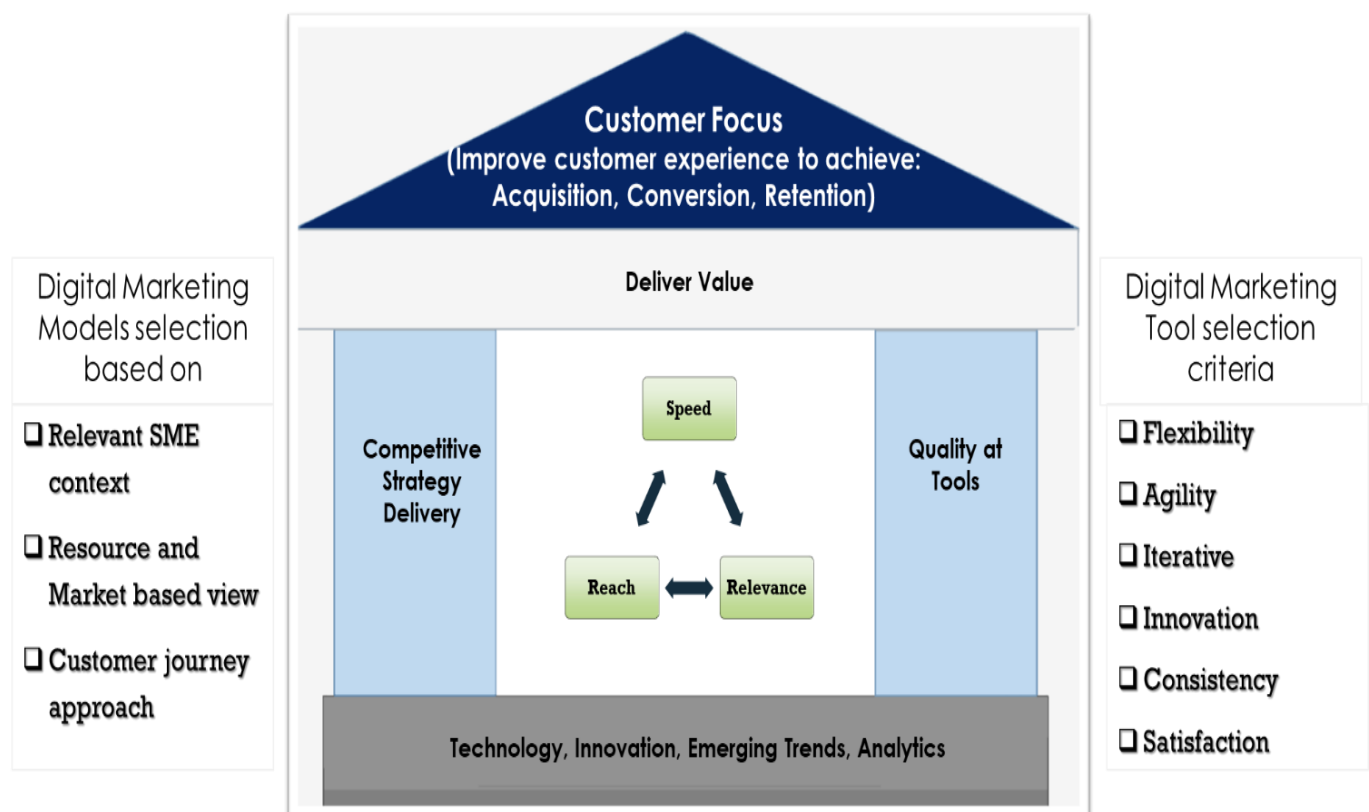 Customer Focus
(Improve customer experience to achieve:
Acquisition, Conversion, Retention)
Deliver Value
Digital Marketing
Models selection
based on
❑ Relevant SME
context
❑ Resource and
Market based view
❑ Customer journey
approach
Competitive
Strategy
Delivery
Speed
Reach
Relevance
Quality at
Tools
Technology, Innovation, Emerging Trends, Analytics
Digital Marketing
Tool selection
criteria
❑ Flexibility
❑ Agility
❑ Iterative
❑ Innovation
❑ Consistency
❑ Satisfaction